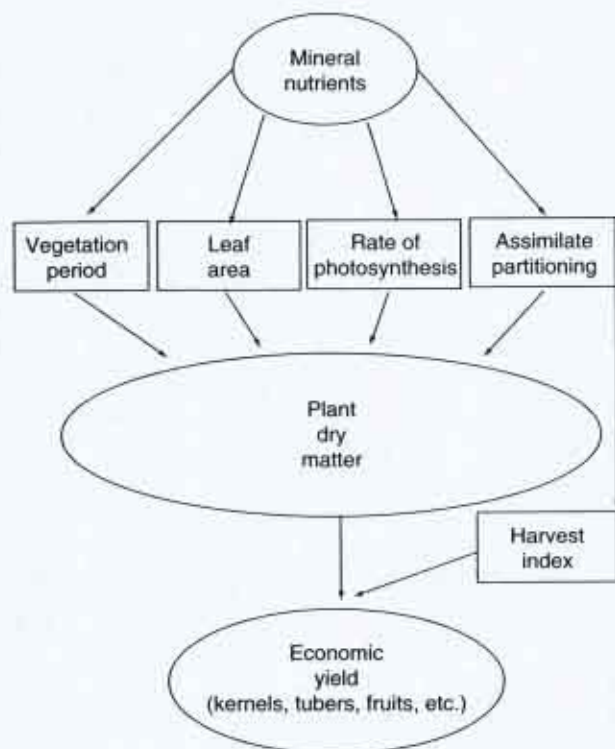 Mineral
nutrients
Vegetation
period
Leaf
area
Rate of
photosynthesis
Assimilate
partitioning
Plant
dry
matter
Harvest
index
Economic
yield
(kernels, tubers, fruits, etc.)